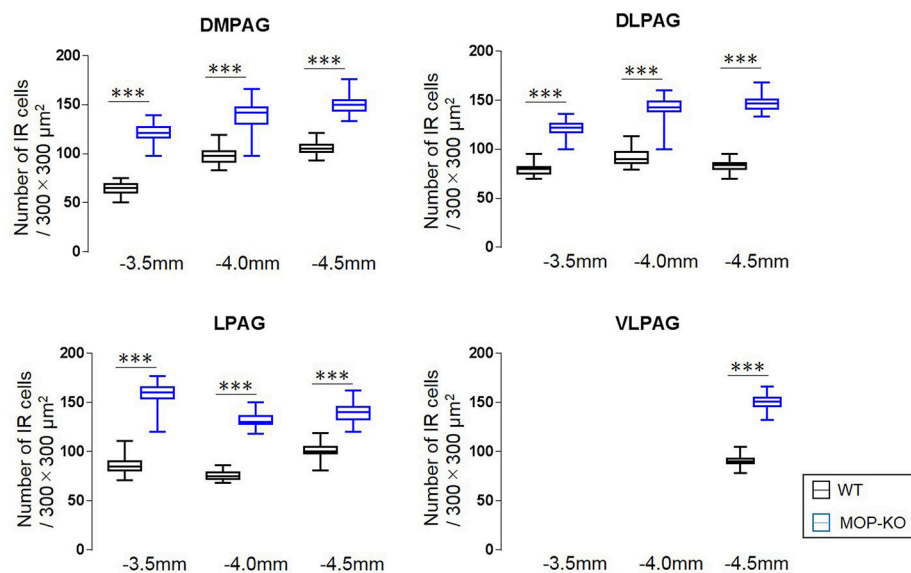 DMPAG
Number of IR cells
/ 300 × 300 µm²
200
150
100
50
0
***
***
***
-3.5mm
-4.0mm
-4.5mm
DLPAG
Number of IR cells
/ 300 × 300 µm²
200
150
100
50
0
***
***
***
-3.5mm
-4.0mm
-4.5mm
LPAG
Number of IR cells
/ 300 × 300 µm²
200
150
100
50
0
***
***
***
-3.5mm
-4.0mm
-4.5mm
VLPAG
Number of IR cells
/ 300 × 300 µm²
200
150
100
50
0
***
-3.5mm
-4.0mm
-4.5mm
WT
MOP-KO